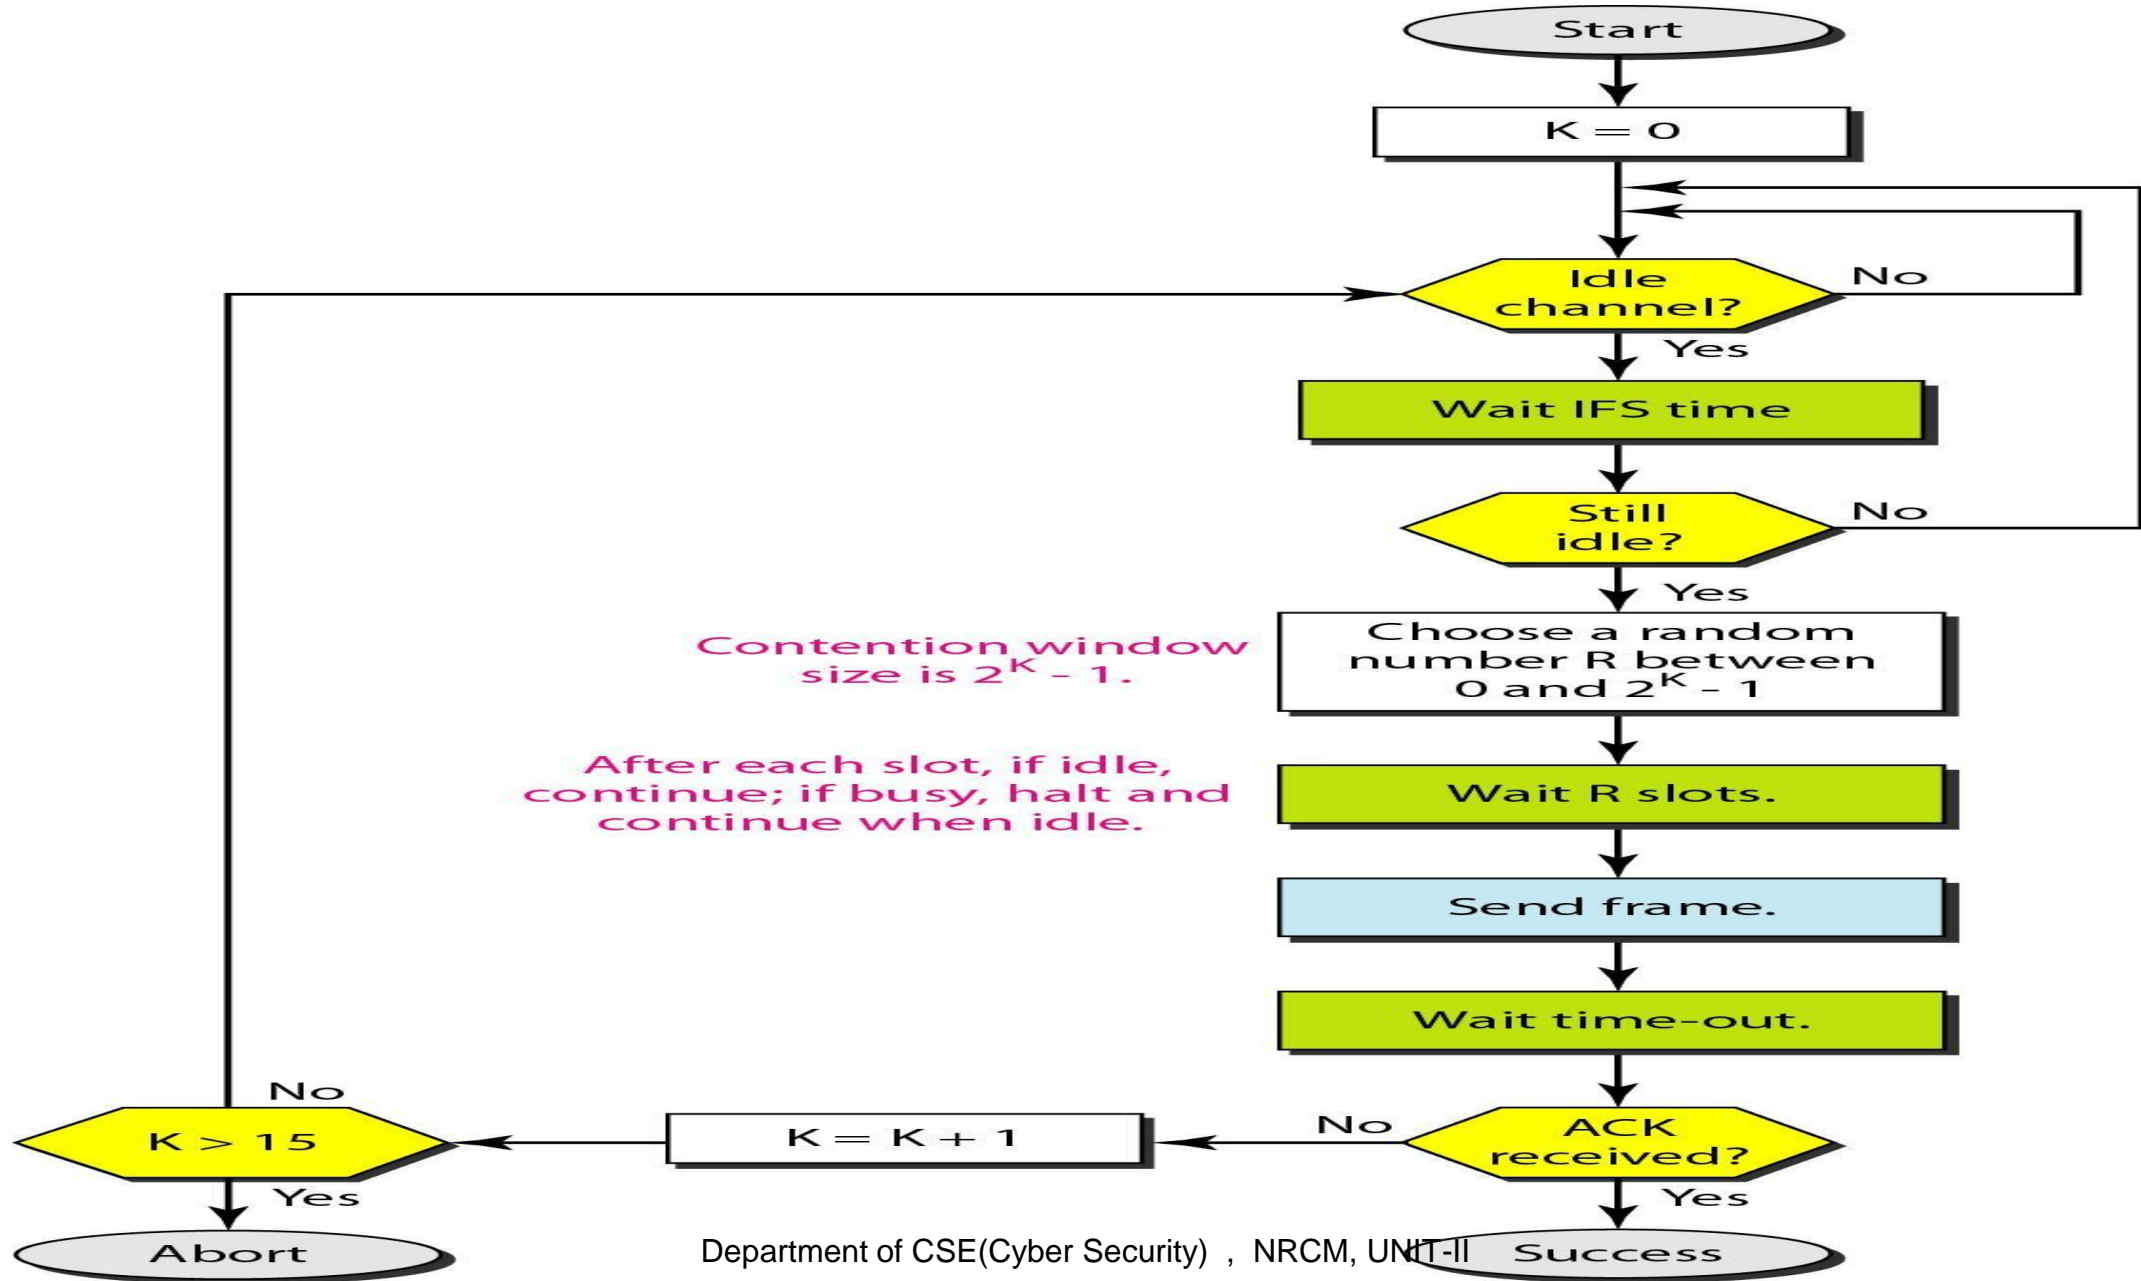 Start
K = 0
Idle
channel?
No
Yes
Wait IFS time
Still
idle?
No
Yes
Choose a random
number R between
0 and 2^K - 1
Contention window
size is 2^K - 1.
After each slot, if idle,
continue; if busy, halt and
continue when idle.
Wait R slots.
Send frame.
Wait time-out.
ACK
received?
No
Yes
K = K + 1
K > 15
No
Yes
Abort
Success
Department of CSE(Cyber Security) , NRCM, UNIT-II